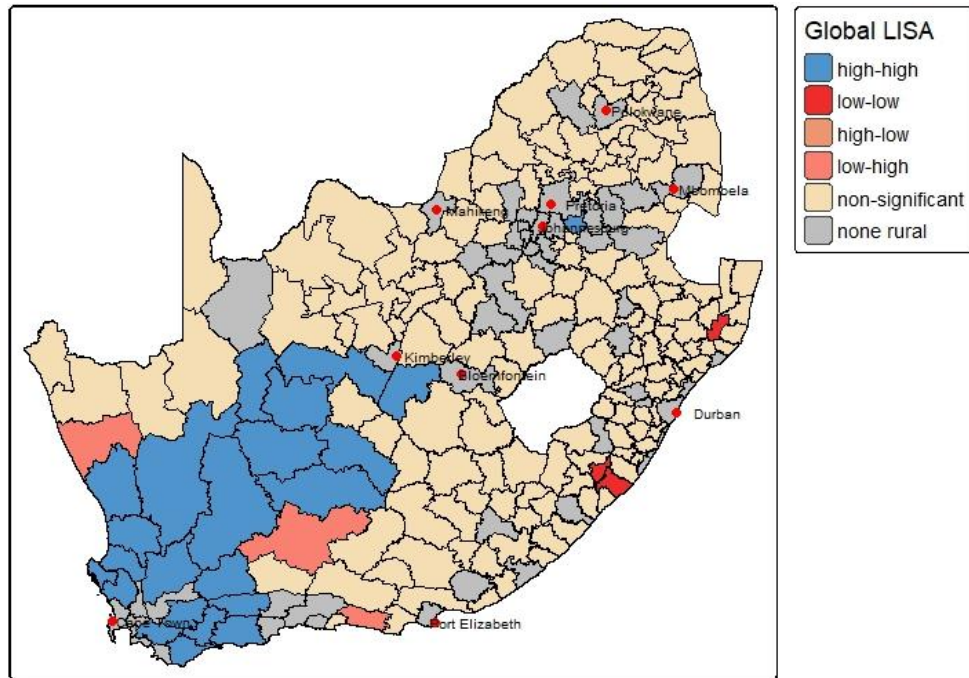 Global LISA
high-high
low-low
high-low
low-high
non-significant
none rural
Polokwane
Mbombela
Pretoria
Mahikeng
Johannesburg
Kimberley
Bloemfontein
Durban
Cape Town
Port Elizabeth